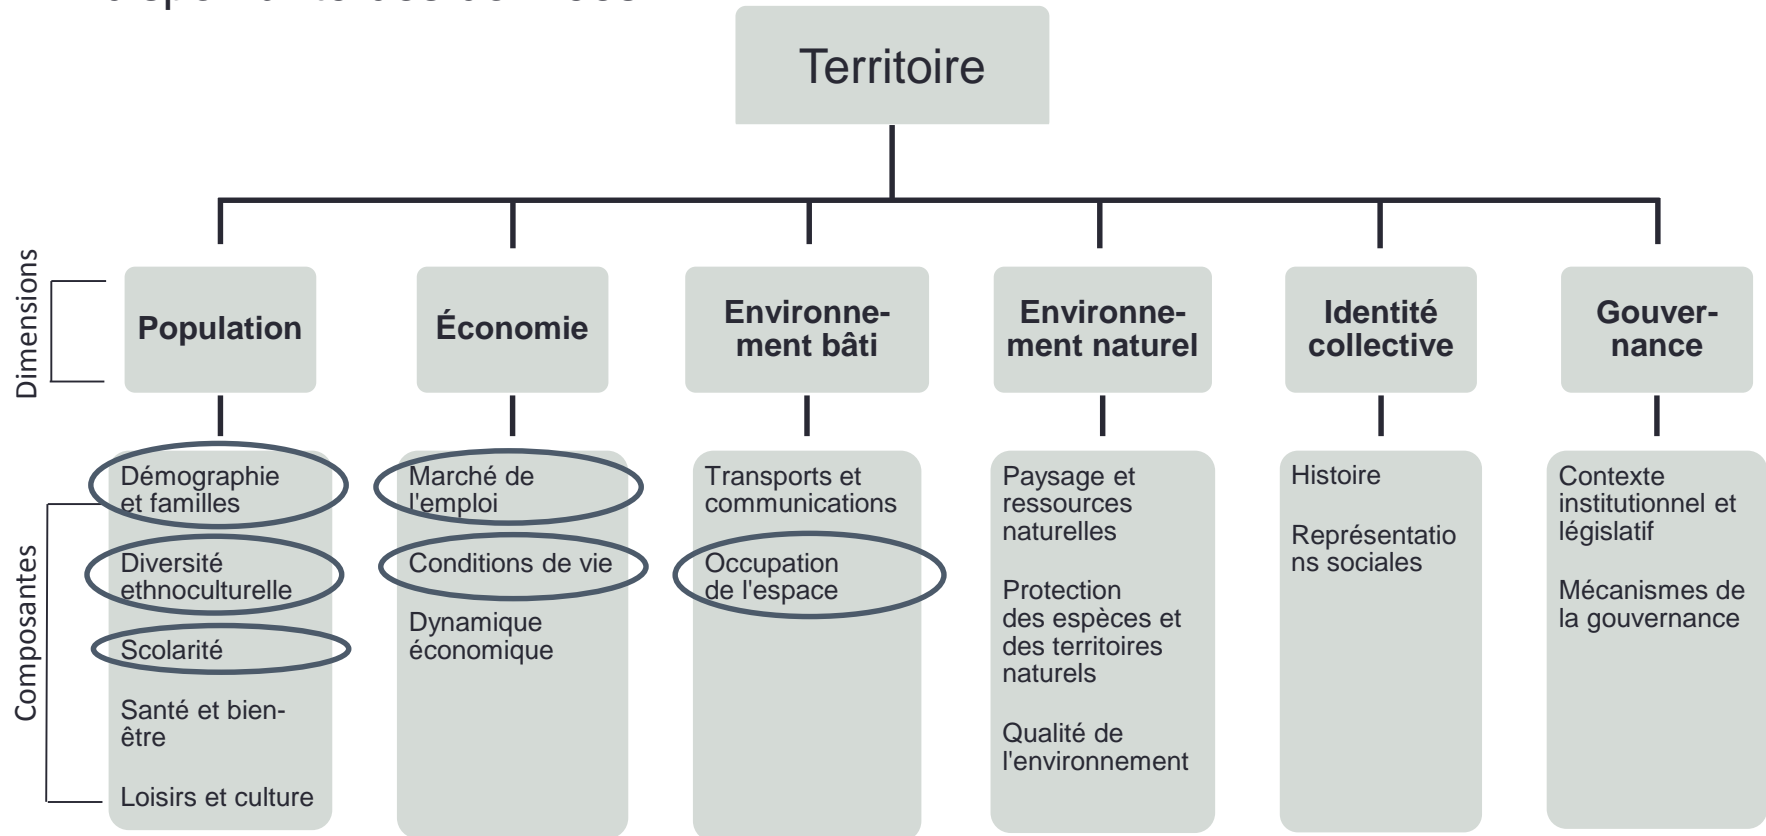 Territoire
Dimensions
Population
Économie
Environne-
ment bâti
Environne-
ment naturel
Identité
collective
Gouver-
nance
Composantes
Démographie
et familles
Diversité
ethnoculturelle
Scolarité
Santé et bien-
être
Loisirs et culture
Marché de
l'emploi
Conditions de vie
Dynamique
économique
Transports et
communications
Occupation
de l'espace
Paysage et
ressources
naturelles
Protection
des espèces et
des territoires
naturels
Qualité de
l'environnement
Histoire
Représentatio
ns sociales
Contexte
institutionnel et
législatif
Mécanismes de
la gouvernance